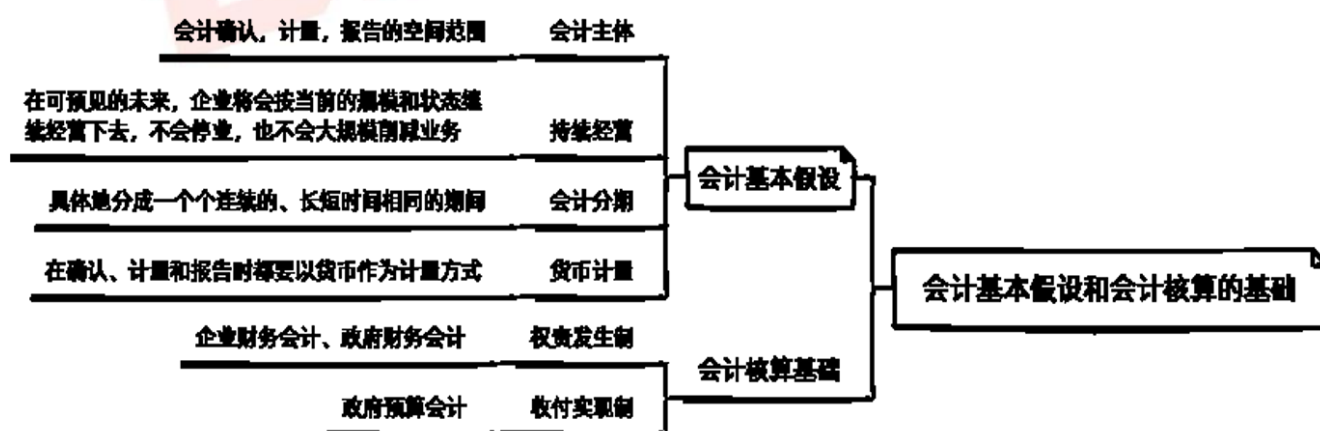 会计确认，计量，报告的空间范围 会计主体
在可预见的未来，企业将会按当前的规模和状态继
续经营下去，不会停业，也不会大规模削减业务 持续经营
会计基本假设
具体地分成一个个连续的、长短时间相同的期间 会计分期
在确认、计量和报告时都要以货币作为计量方式 货币计量
会计基本假设和会计核算的基础
企业财务会计、政府财务会计 权责发生制
会计核算基础
政府预算会计 收付实现制